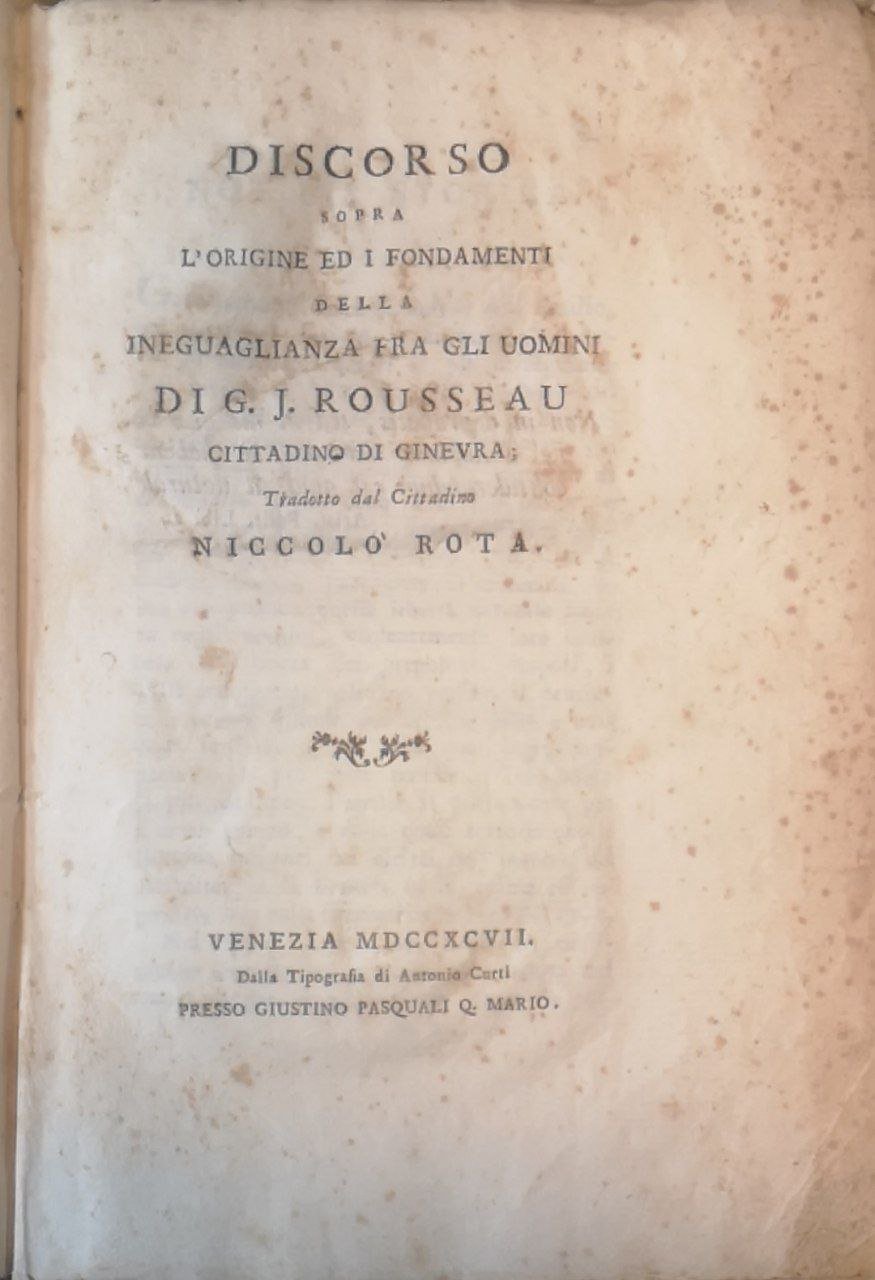 DISCORSO
SOPRA
L'ORIGINE ED I FONDAMENTI
DELLA
INEGUAGLIANZA FRA GLI UOMINI
DI G. J. ROUSSEAU
CITTADINO DI GINEVRA;
Tradotto dal Cittadino
NICCOLO' ROTA.
VENEZIA MDCCXCVII.
Dalla Tipografia di Antonio Curti
PRESSO GIUSTINO PASQUALI Q. MARIO.